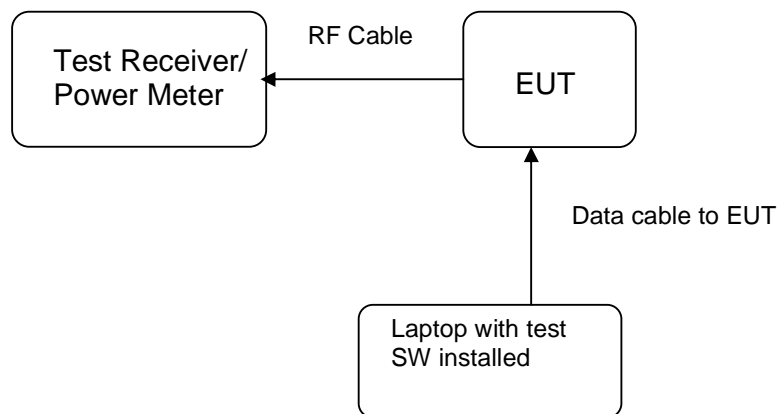 RF Cable
Test Receiver/
Power Meter
EUT
Data cable to EUT
Laptop with test
SW installed